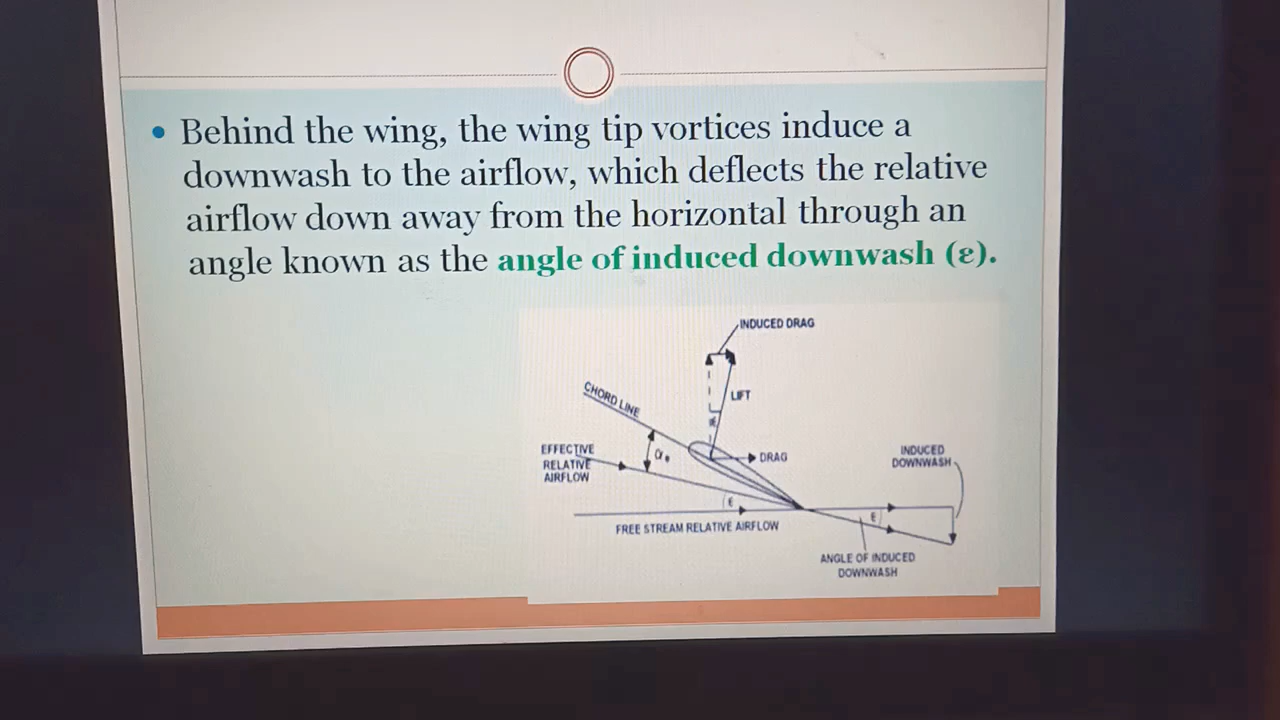 • Behind the wing, the wing tip vortices induce a
downwash to the airflow, which deflects the relative
airflow down away from the horizontal through an
angle known as the angle of induced downwash (ε).
INDUCED DRAG
CHORD LINE
LIFT
EFFECTIVE
RELATIVE
AIRFLOW
αe
DRAG
INDUCED
DOWNWASH
ε
ε
FREE STREAM RELATIVE AIRFLOW
ANGLE OF INDUCED
DOWNWASH